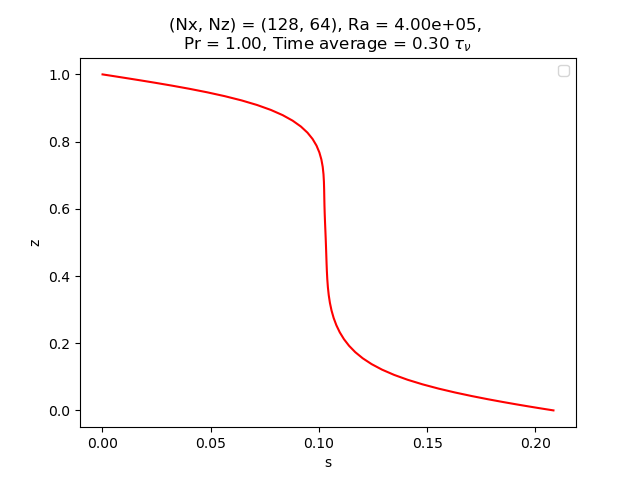 (Nx, Nz) = (128, 64), Ra = 4.00e+05,
Pr = 1.00, Time average = 0.30 τν
1.0
0.8
0.6
z
0.4
0.2
0.0
0.00 0.05 0.10 0.15 0.20
s